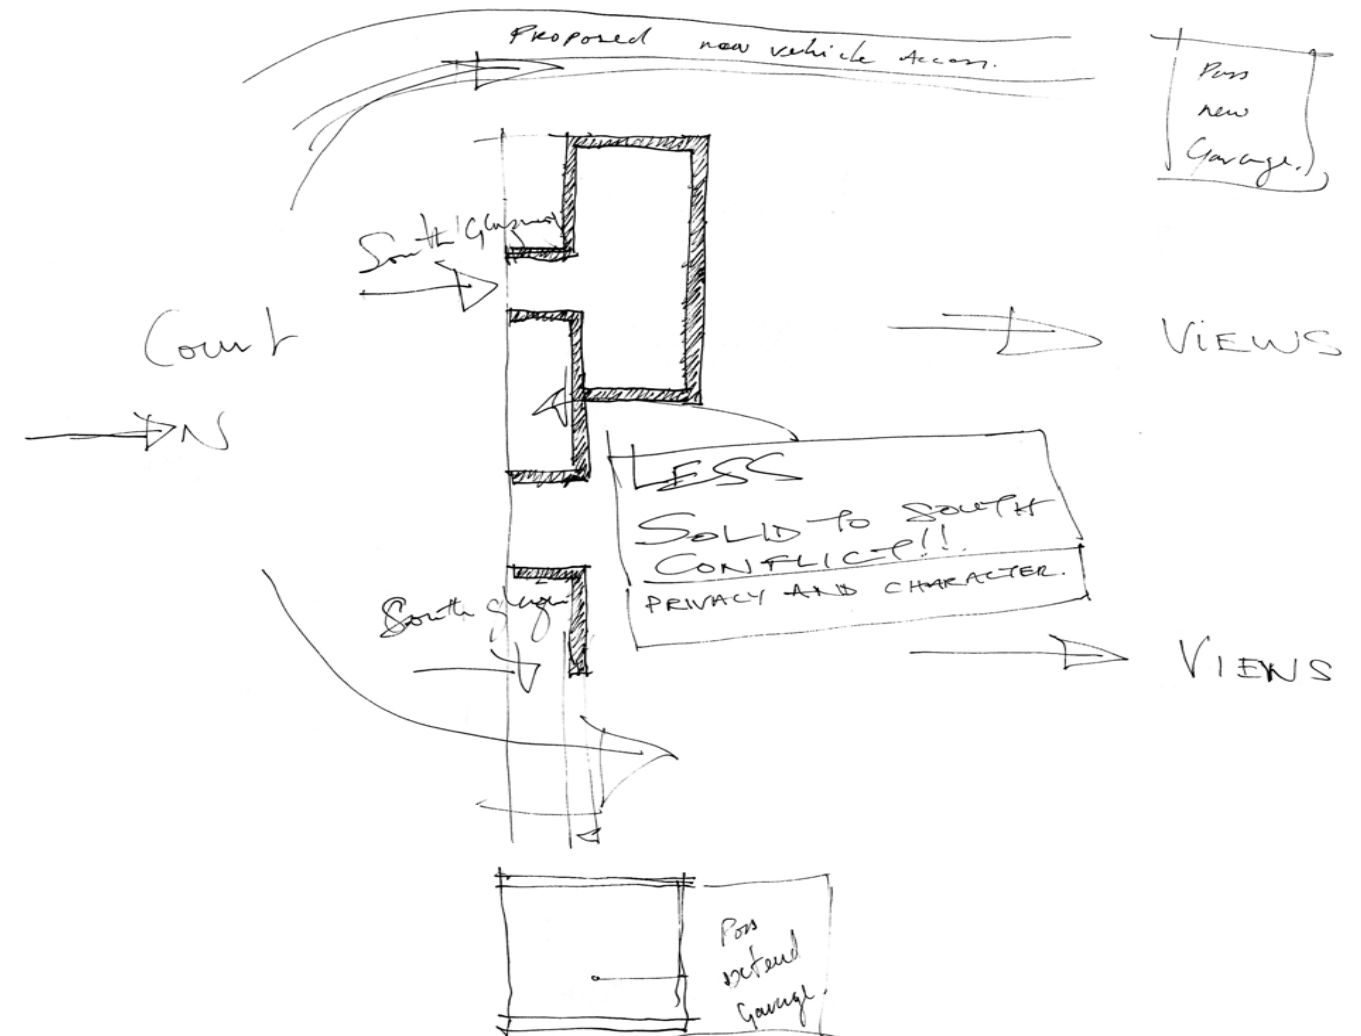 Proposed new vehicle Access.
Poss
new
Garage.
South Glazing
Court
VIEWS
N
LESS
SOLID TO SOUTH
CONFLICT!!
PRIVACY AND CHARACTER.
South glazing
VIEWS
Poss
extend
Garage.